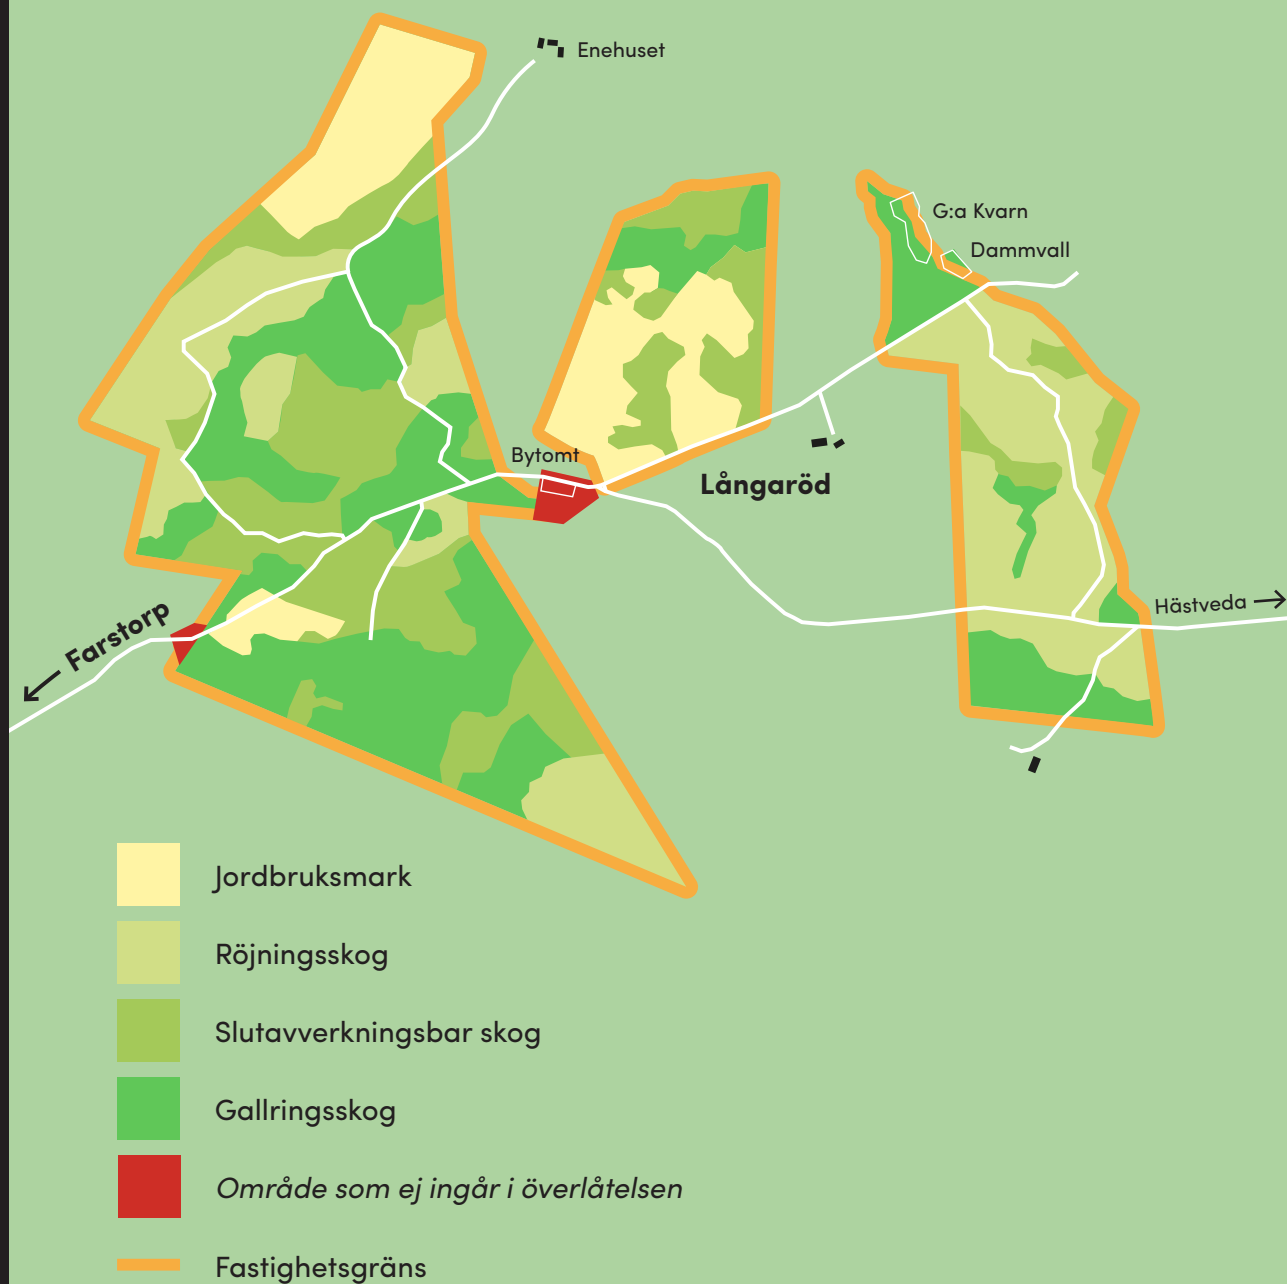 Enehuset
G:a Kvarn
Dammvall
Bytomt
Långaröd
Hästveda
Farstorp
Jordbruksmark
Röjningsskog
Slutavverkningsbar skog
Gallringsskog
Område som ej ingår i överlåtelsen
Fastighetsgräns